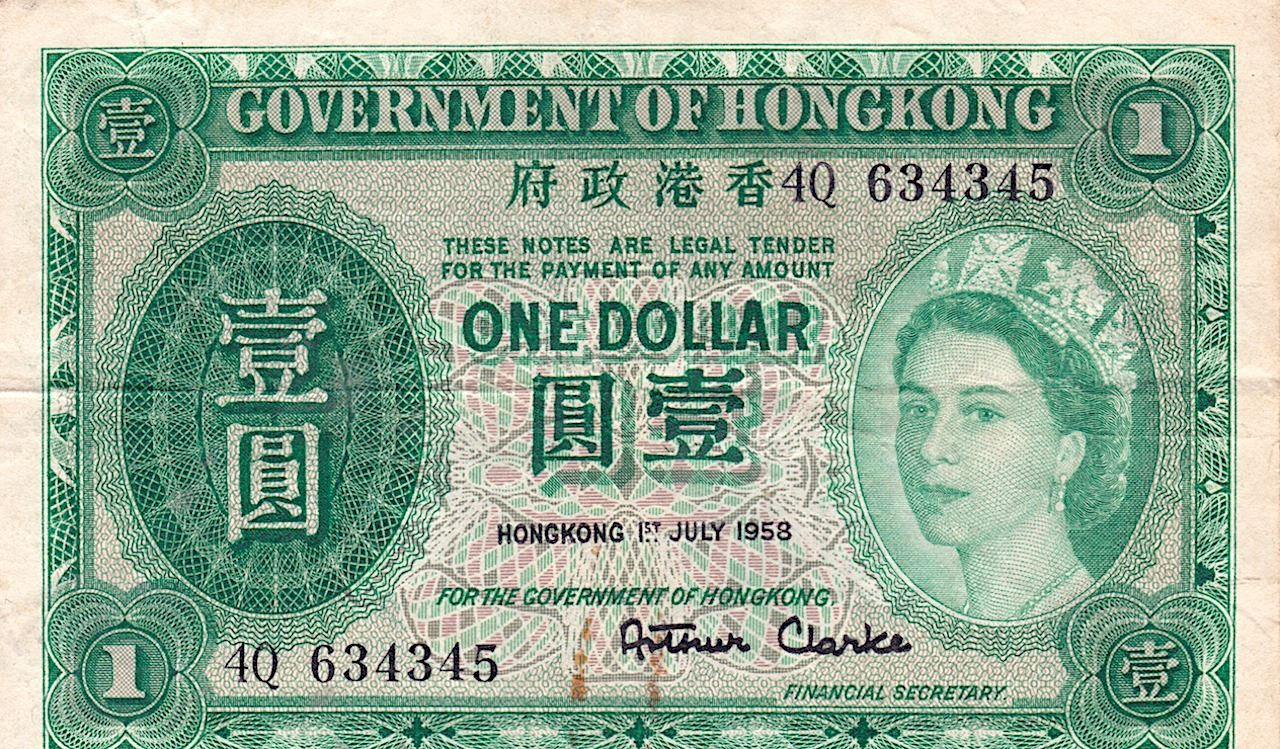 壹
GOVERNMENT OF HONGKONG
1
府政港香
4Q 634345
THESE NOTES ARE LEGAL TENDER
FOR THE PAYMENT OF ANY AMOUNT
ONE DOLLAR
圓壹
壹
圓
HONGKONG 1ST JULY 1958
FOR THE GOVERNMENT OF HONGKONG
Arthur Clarke
FINANCIAL SECRETARY.
4Q 634345
1
壹